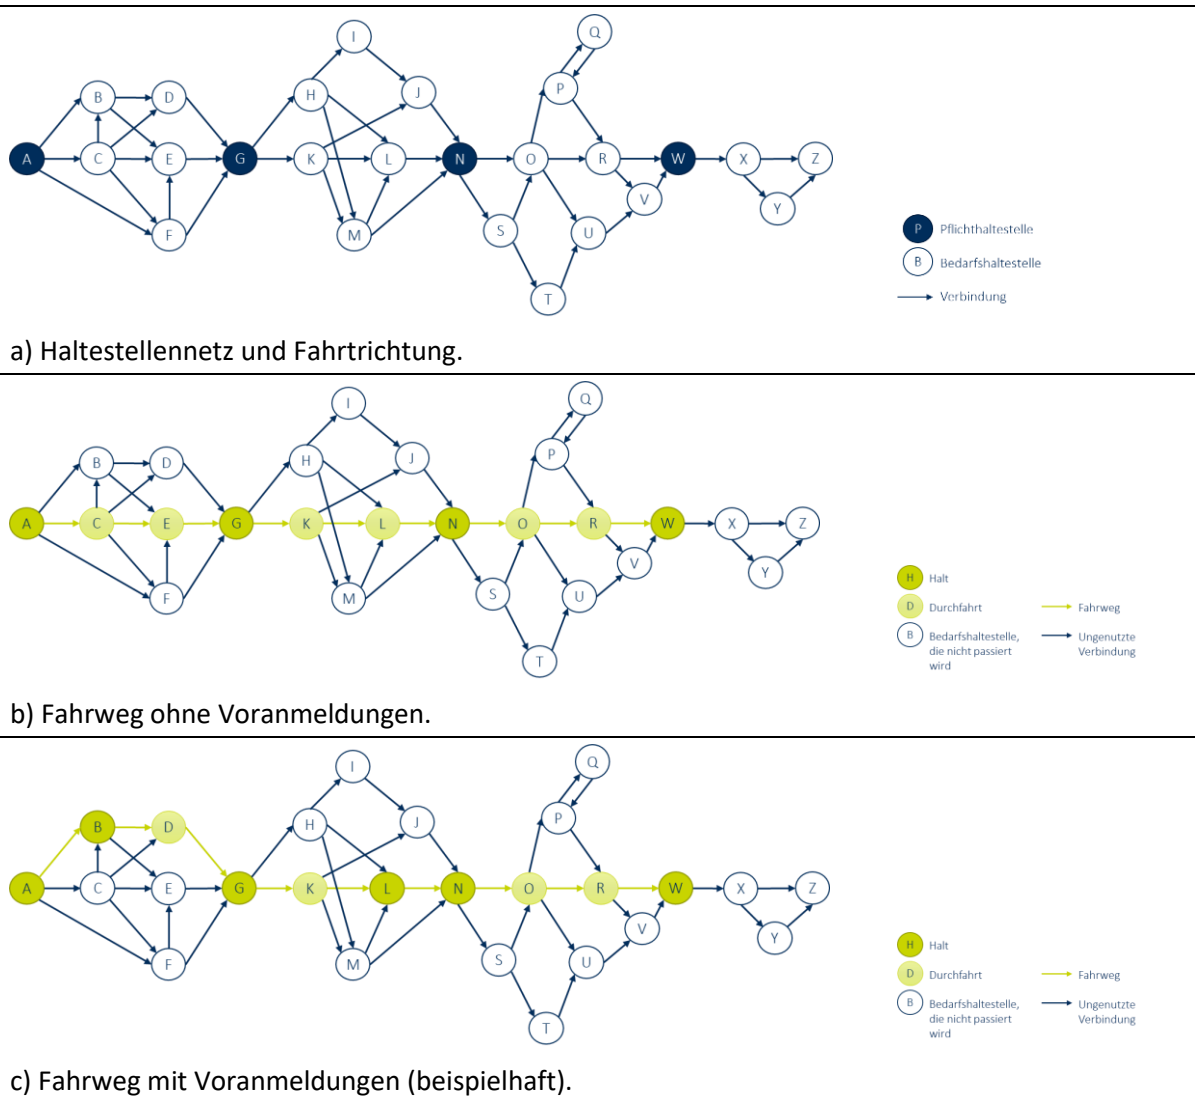 Q
I
P
J
H
B
D
A
C
E
G
K
L
N
O
R
W
X
Z
V
Y
S
U
F
M
T
P Pflichthaltestelle
B Bedarfshaltestelle
Verbindung
a) Haltestellennetz und Fahrtrichtung.
Q
I
P
J
H
B
D
A
C
E
G
K
L
N
O
R
W
X
Z
V
Y
S
U
F
M
T
H Halt
D Durchfahrt
Fahrweg
B Bedarfshaltestelle,
die nicht passiert
wird
Ungenutzte
Verbindung
b) Fahrweg ohne Voranmeldungen.
Q
I
P
J
H
B
D
A
C
E
G
K
L
N
O
R
W
X
Z
V
Y
S
U
F
M
T
H Halt
D Durchfahrt
Fahrweg
B Bedarfshaltestelle,
die nicht passiert
wird
Ungenutzte
Verbindung
c) Fahrweg mit Voranmeldungen (beispielhaft).